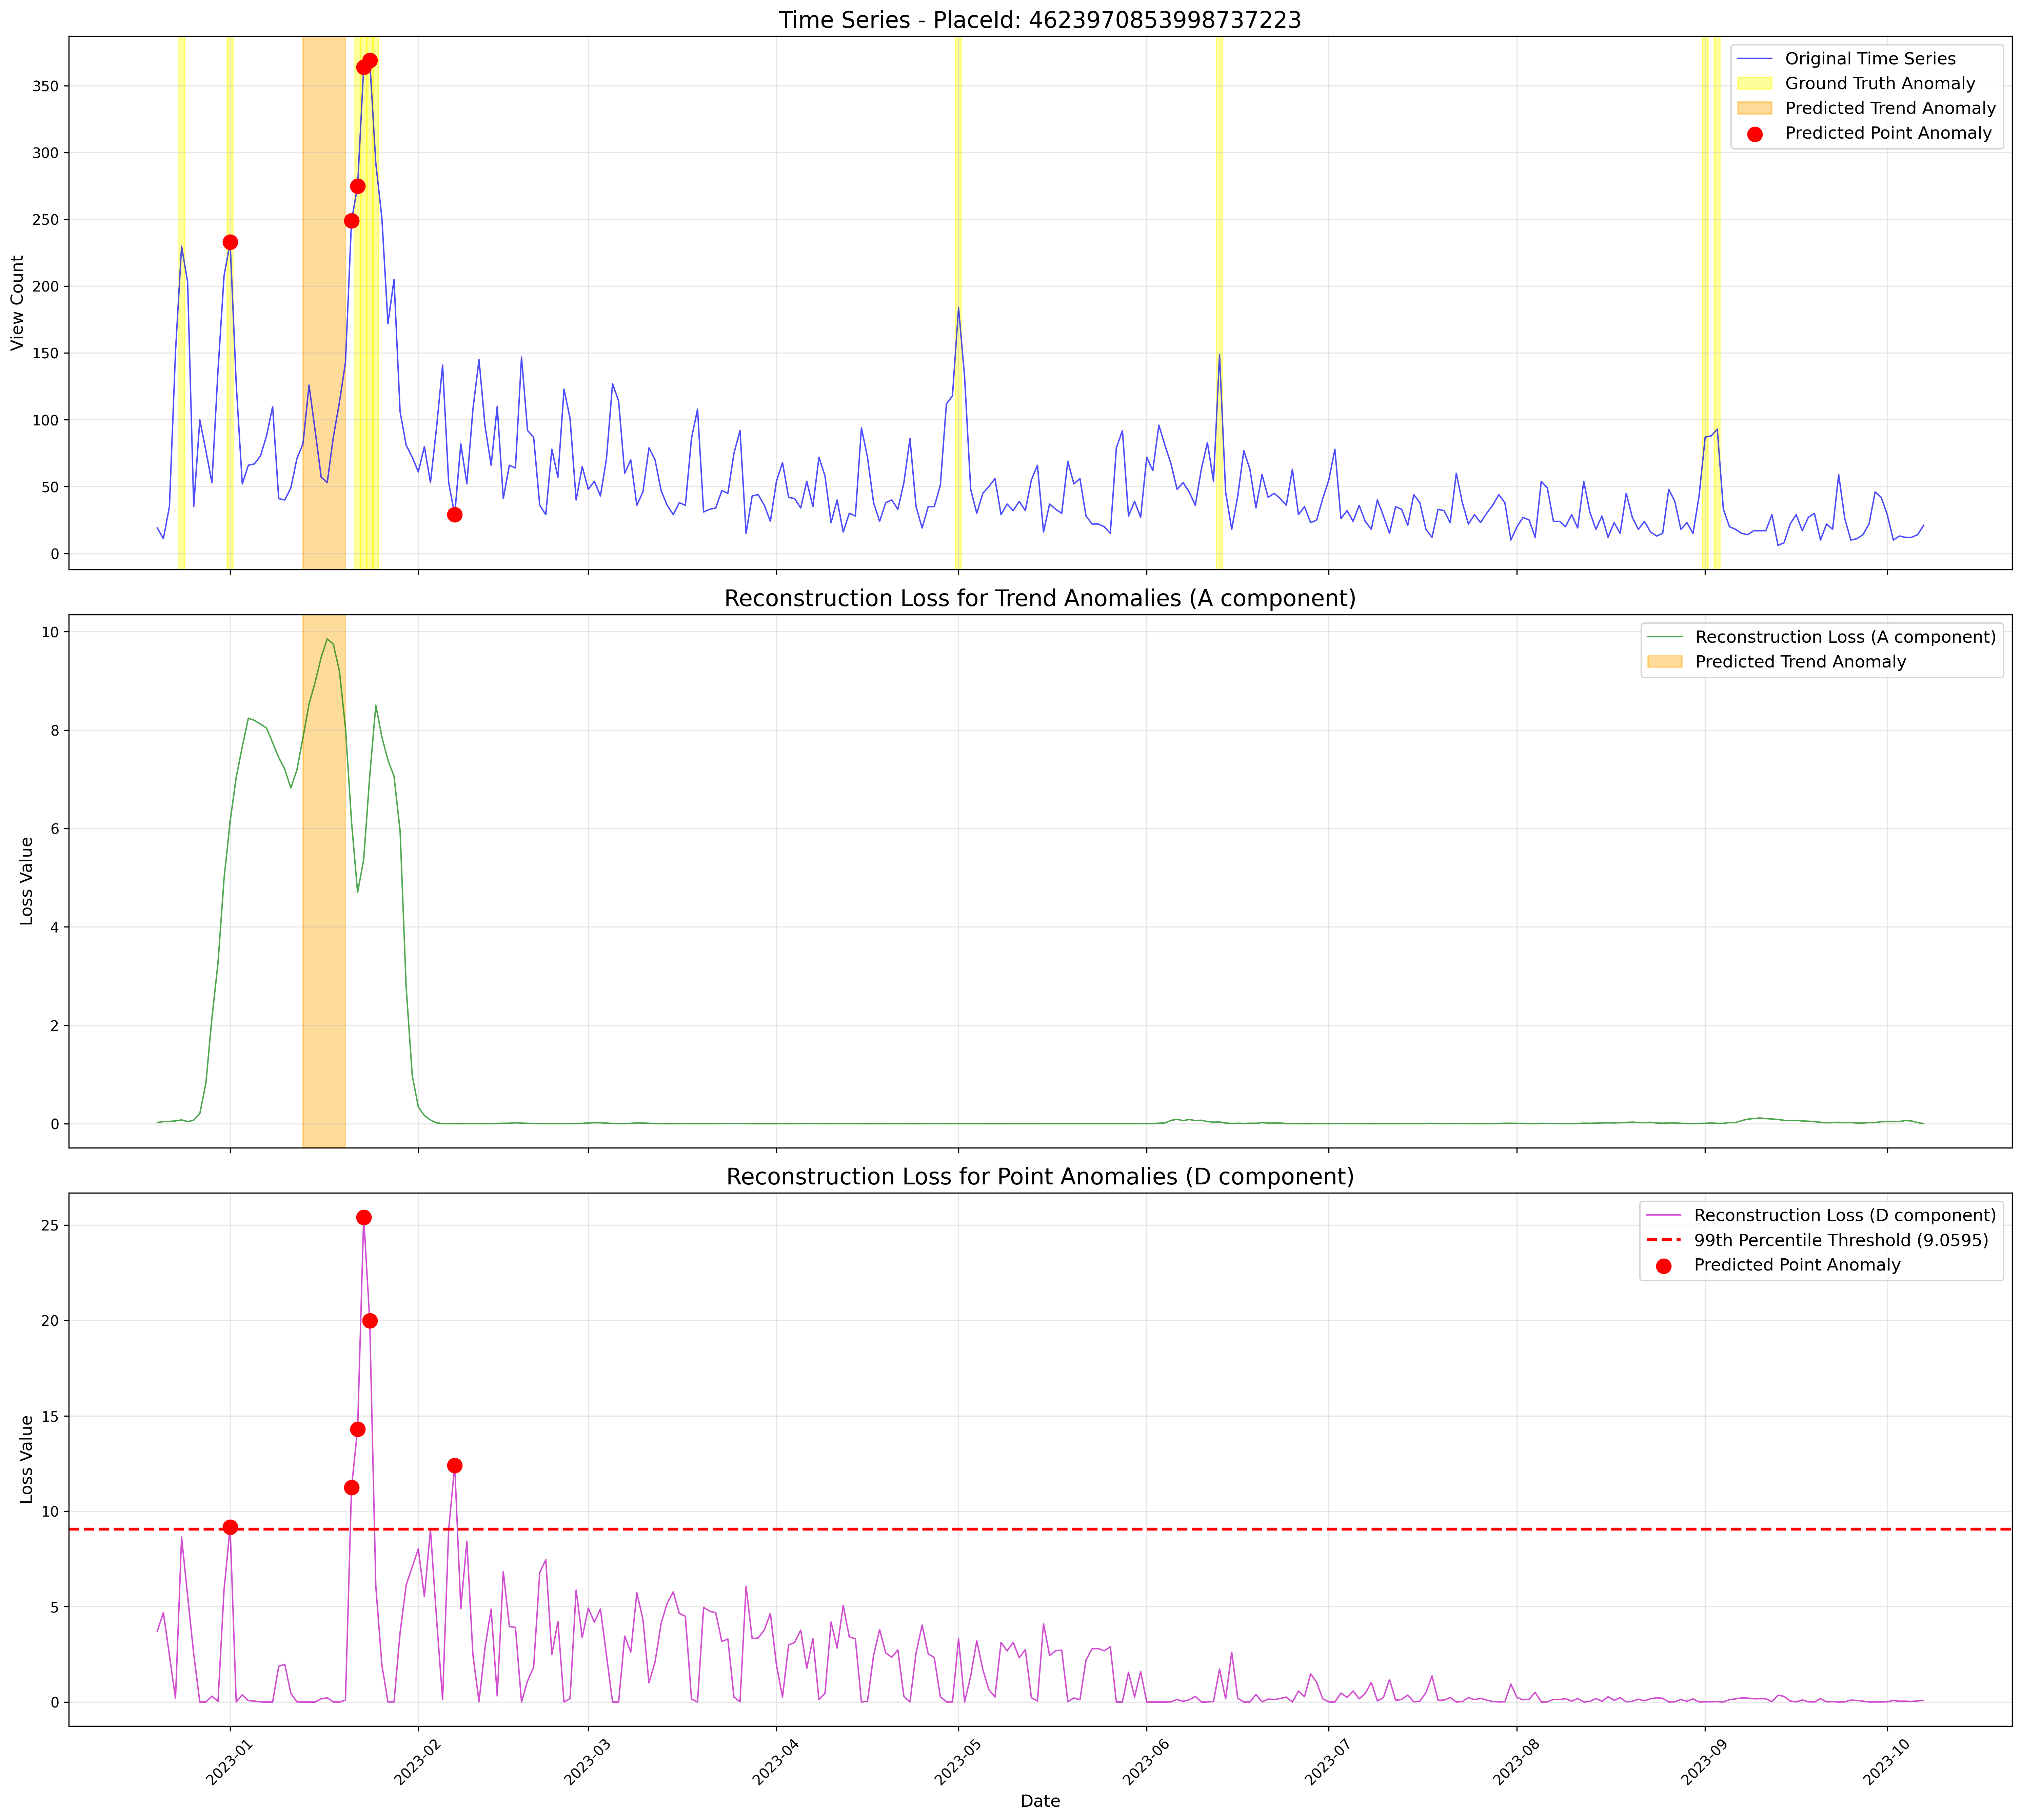 Time Series - PlaceId: 4623970853998737223
View Count
350
300
250
200
150
100
50
0
Original Time Series
Ground Truth Anomaly
Predicted Trend Anomaly
Predicted Point Anomaly
Reconstruction Loss for Trend Anomalies (A component)
Loss Value
10
8
6
4
2
0
Reconstruction Loss (A component)
Predicted Trend Anomaly
Reconstruction Loss for Point Anomalies (D component)
Loss Value
25
20
15
10
5
0
Reconstruction Loss (D component)
99th Percentile Threshold (9.0595)
Predicted Point Anomaly
2023-01
2023-02
2023-03
2023-04
2023-05
2023-06
2023-07
2023-08
2023-09
2023-10
Date